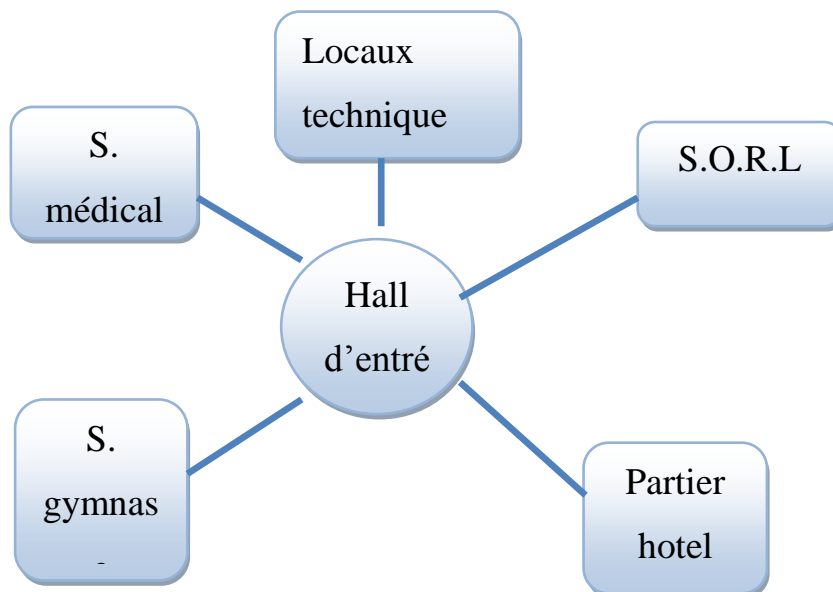 Locaux
technique
S.
médical
S.O.R.L
Hall
d’entré
S.
gymnas
Partier
hotel